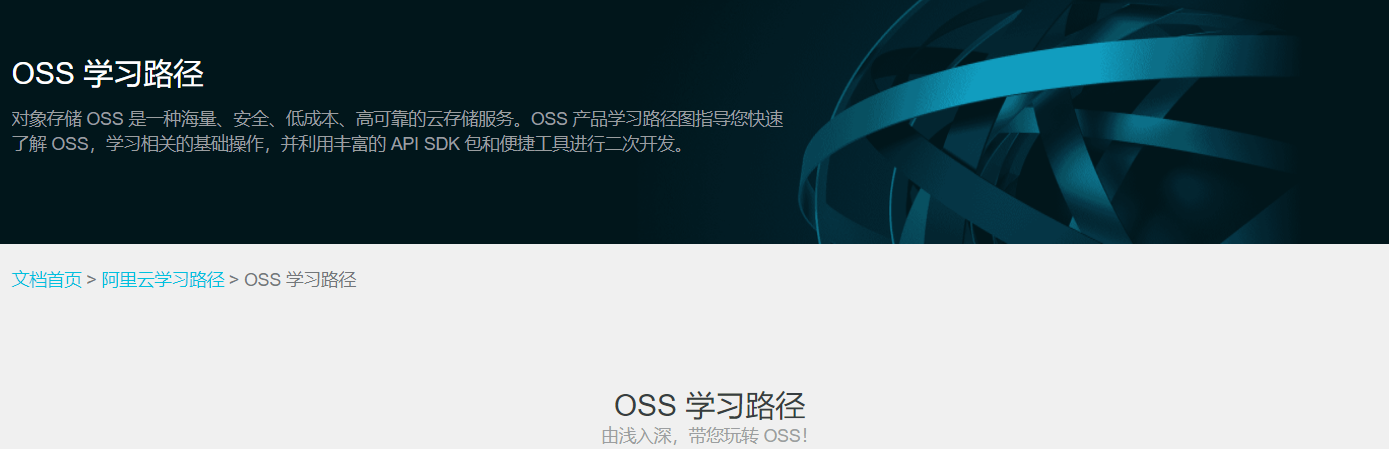 OSS 学习路径
对象存储 OSS 是一种海量、安全、低成本、高可靠的云存储服务。OSS 产品学习路径图指导您快速
了解 OSS，学习相关的基础操作，并利用丰富的 API SDK 包和便捷工具进行二次开发。
文档首页 > 阿里云学习路径 > OSS 学习路径
OSS 学习路径
由浅入深，带您玩转 OSS！